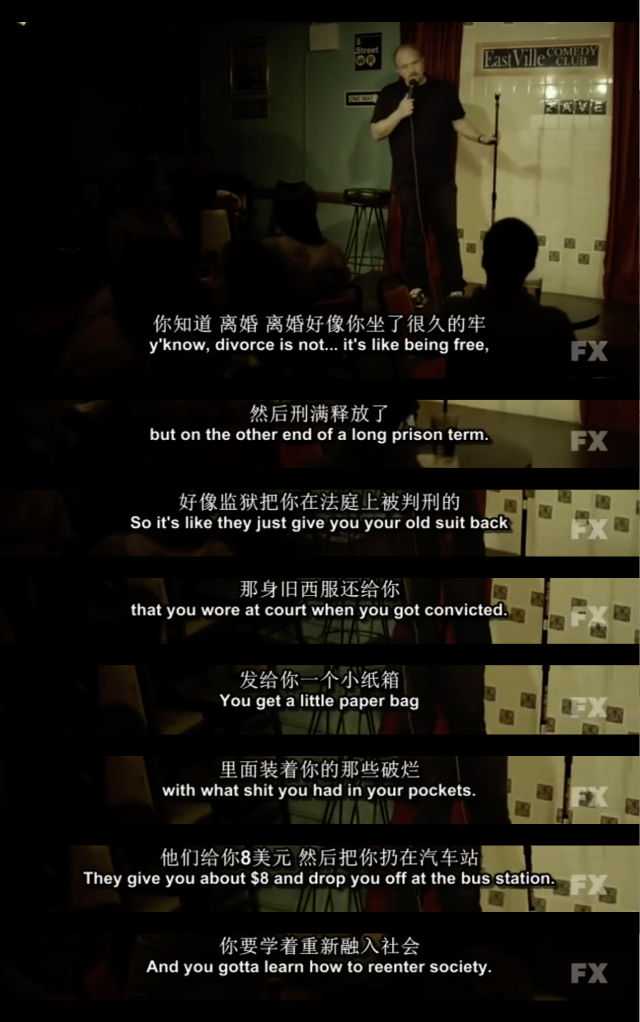 8
Street
W R
ONE WAY
EastVille COMEDY
CLUB
2 A V E
你知道 离婚 离婚好像你坐了很久的牢
y'know, divorce is not... it's like being free,
FX
然后刑满释放了
but on the other end of a long prison term.
FX
好像监狱把你在法庭上被判刑的
So it's like they just give you your old suit back
FX
那身旧西服还给你
that you wore at court when you got convicted.
FX
发给你一个小纸箱
You get a little paper bag
FX
里面装着你的那些破烂
with what shit you had in your pockets.
FX
他们给你8美元 然后把你扔在汽车站
They give you about $8 and drop you off at the bus station.
FX
你要学着重新融入社会
And you gotta learn how to reenter society.
FX